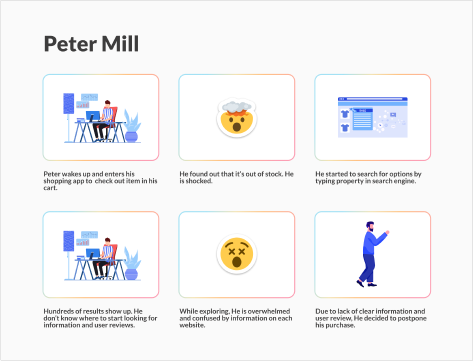 Peter Mill
Peter wakes up and enters his
shopping app to check out item in his
cart.
He found out that it's out of stock. He
is shocked.
He started to search for options by
typing property in search engine.
Hundreds of results show up. He
don't know where to start looking for
information and user reviews.
While exploring, He is overwhelmed
and confused by information on each
website.
Due to lack of clear information and
user review, He decided to postpone
his purchase.